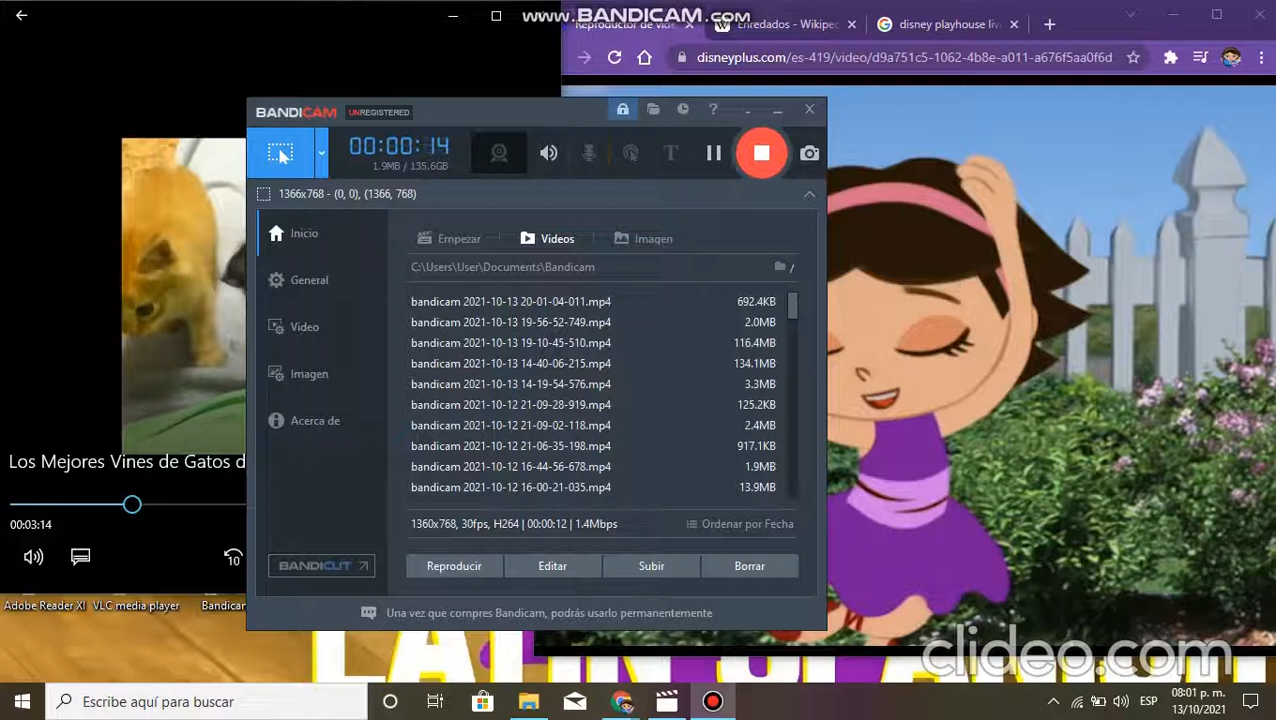 www.BANDICAM.com
Enredados - Wikipe
disney playhouse liv
disneyplus.com/es-419/video/d9a751c5-1062-4b8e-a011-a676f5aa0f6d
BANDICAM UNREGISTERED
00:00:14
1.9MB / 135.6GB
1366x768 - (0, 0), (1366, 768)
Inicio
General
Video
Imagen
Acerca de
BANDICUT
Empezar Videos Imagen
C:\Users\User\Documents\Bandicam
bandicam 2021-10-13 20-01-04-011.mp4 692.4KB
bandicam 2021-10-13 19-56-52-749.mp4 2.0MB
bandicam 2021-10-13 19-10-45-510.mp4 116.4MB
bandicam 2021-10-13 14-40-06-215.mp4 134.1MB
bandicam 2021-10-13 14-19-54-576.mp4 3.3MB
bandicam 2021-10-12 21-09-28-919.mp4 125.2KB
bandicam 2021-10-12 21-09-02-118.mp4 2.4MB
bandicam 2021-10-12 21-06-35-198.mp4 917.1KB
bandicam 2021-10-12 16-44-56-678.mp4 1.9MB
bandicam 2021-10-12 16-00-21-035.mp4 13.9MB
1360x768, 30fps, H264 | 00:00:12 | 1.4Mbps Ordenar por Fecha
Reproducir Editar Subir Borrar
Una vez que compres Bandicam, podrás usarlo permanentemente
Los Mejores Vines de Gatos d
00:03:14
10
Adobe Reader XI VLC media player Bandicam
clideo.com
Escribe aquí para buscar
ESP
08:01 p. m.
13/10/2021